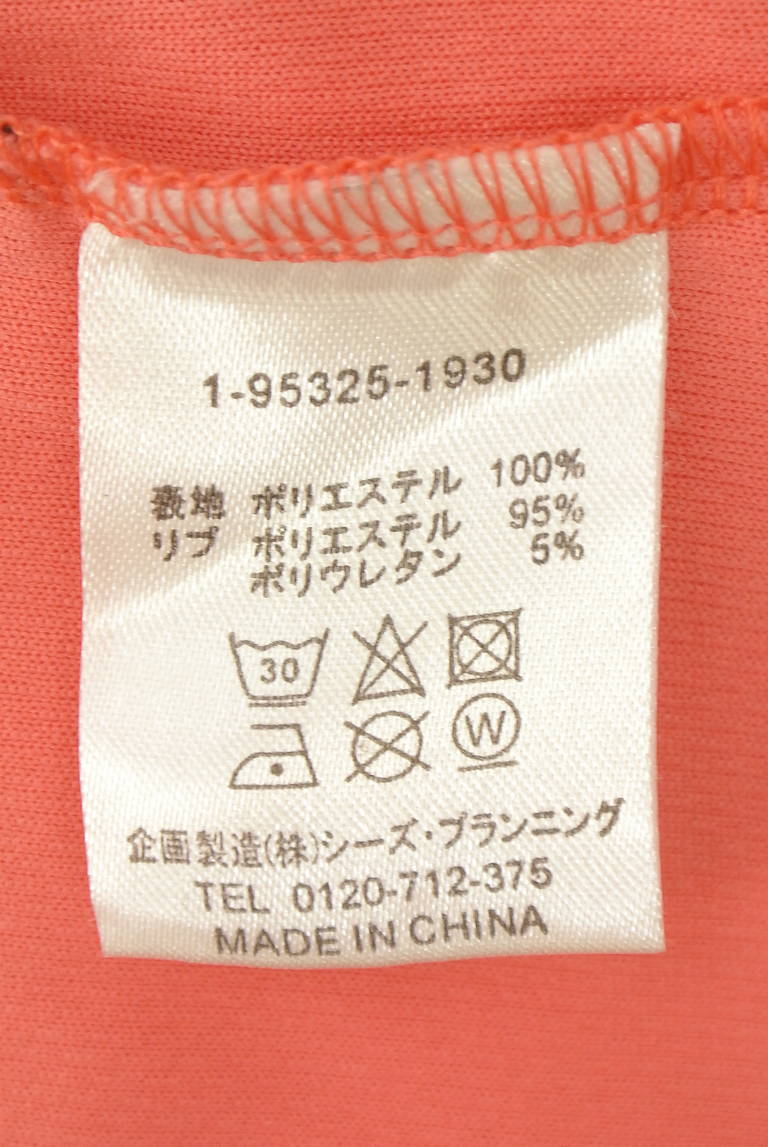 1-95325-1930
表地 ポリエステル 100%
リブ ポリエステル 95%
ポリウレタン 5%
30
W
企画製造(株)シーズ・プランニング
TEL 0120-712-375
MADE IN CHINA